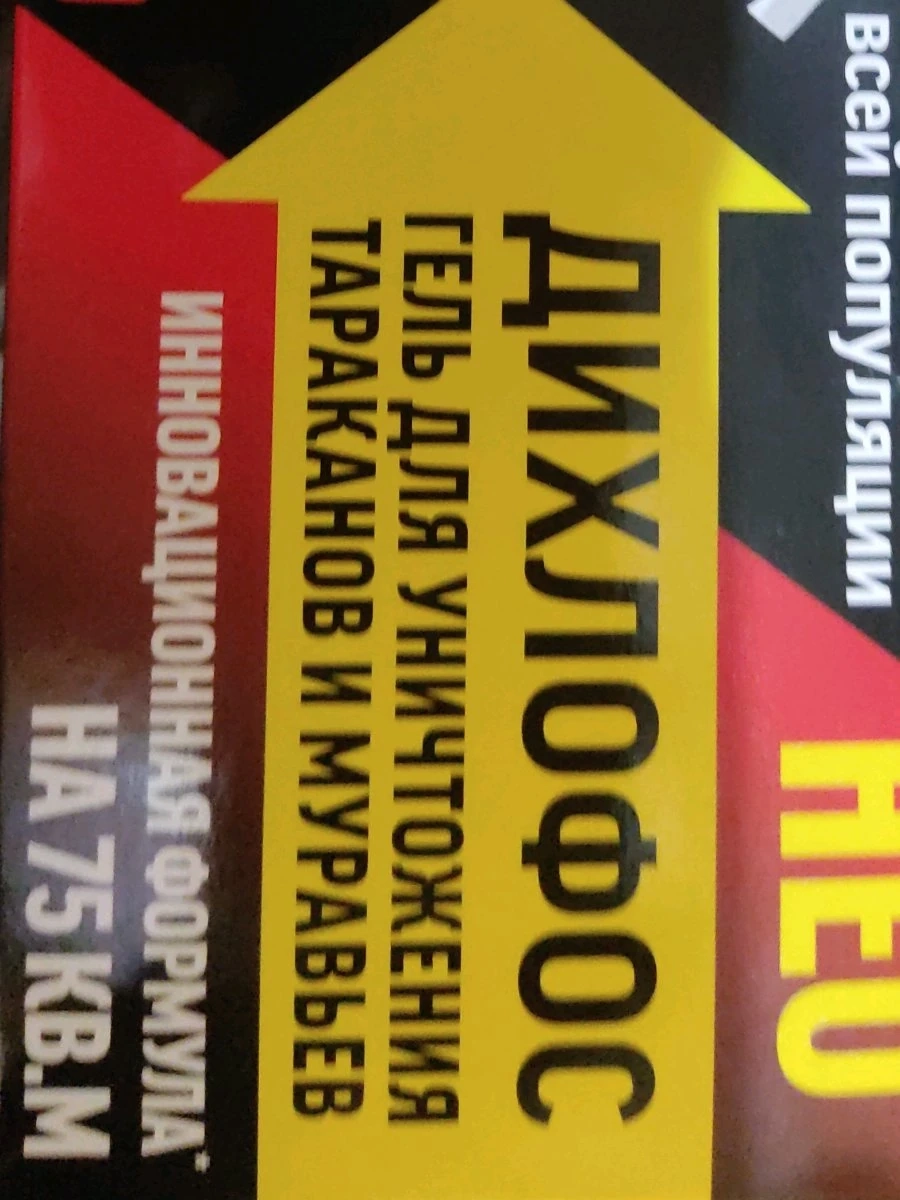 всей популяции
НЕО
ДИХЛОФОС
ГЕЛЬ ДЛЯ УНИЧТОЖЕНИЯ
ТАРАКАНОВ И МУРАВЬЕВ
ИННОВАЦИОННАЯ ФОРМУЛА*
НА 75 КВ.М